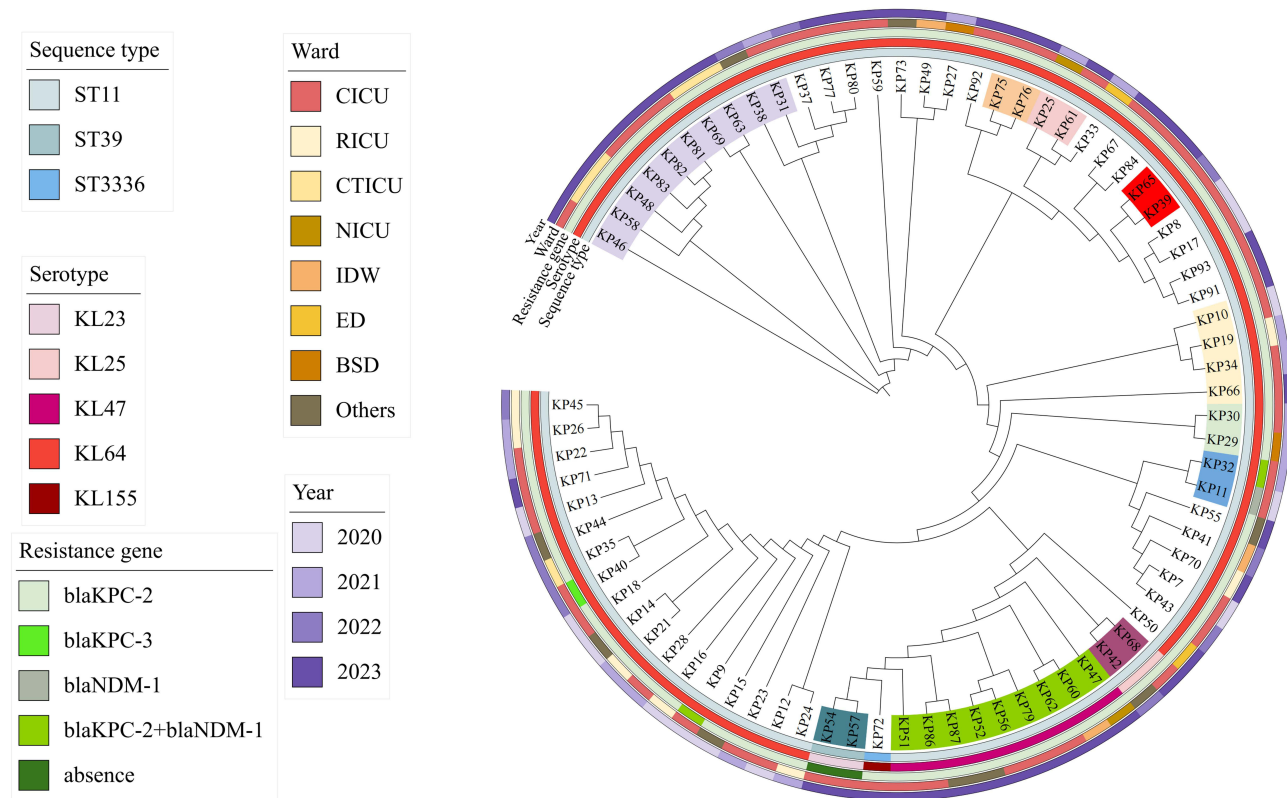 Sequence type
ST11
ST39
ST3336
Serotype
KL23
KL25
KL47
KL64
KL155
Resistance gene
blaKPC-2
blaKPC-3
blaNDM-1
blaKPC-2+blaNDM-1
absence
Ward
CICU
RICU
CTICU
NICU
IDW
ED
BSD
Others
Year
2020
2021
2022
2023
Year
Ward
Resistance gene
Serotype
Sequence type
KP46
KP58
KP48
KP83
KP82
KP81
KP69
KP63
KP38
KP31
KP37
KP77
KP80
KP59
KP73
KP49
KP27
KP92
KP75
KP76
KP25
KP61
KP33
KP67
KP84
KP65
KP39
KP8
KP17
KP93
KP91
KP10
KP19
KP34
KP66
KP30
KP29
KP32
KP11
KP55
KP41
KP70
KP7
KP43
KP50
KP68
KP42
KP47
KP60
KP62
KP79
KP56
KP52
KP87
KP86
KP51
KP72
KP57
KP54
KP24
KP12
KP23
KP15
KP9
KP16
KP28
KP21
KP14
KP18
KP40
KP35
KP44
KP13
KP71
KP22
KP26
KP45